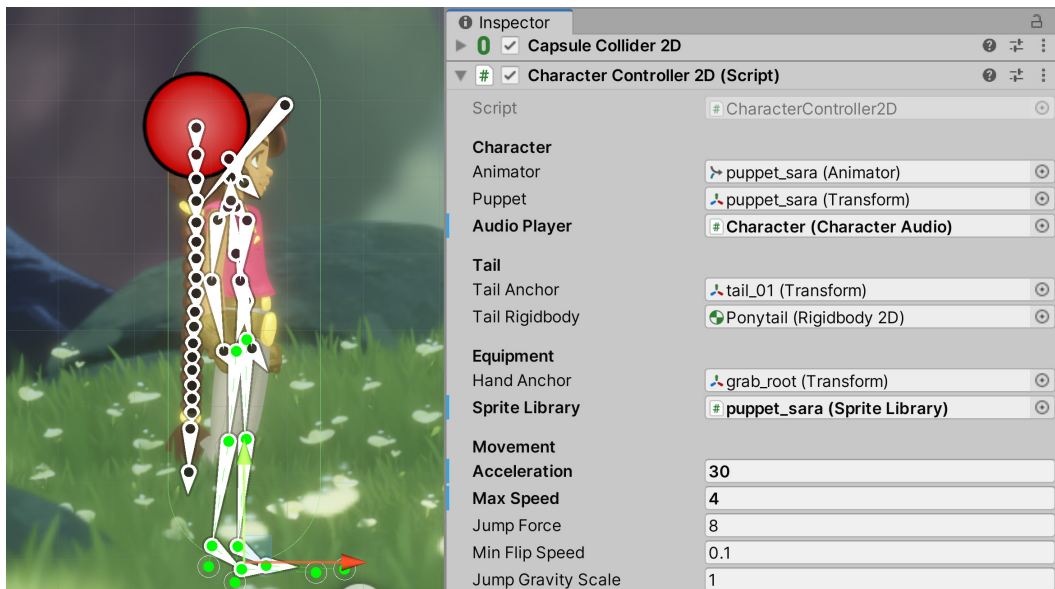 Inspector
Capsule Collider 2D
Character Controller 2D (Script)
Script CharacterController2D
Character
Animator puppet_sara (Animator)
Puppet puppet_sara (Transform)
Audio Player Character (Character Audio)
Tail
Tail Anchor tail_01 (Transform)
Tail Rigidbody Ponytail (Rigidbody 2D)
Equipment
Hand Anchor grab_root (Transform)
Sprite Library puppet_sara (Sprite Library)
Movement
Acceleration 30
Max Speed 4
Jump Force 8
Min Flip Speed 0.1
Jump Gravity Scale 1